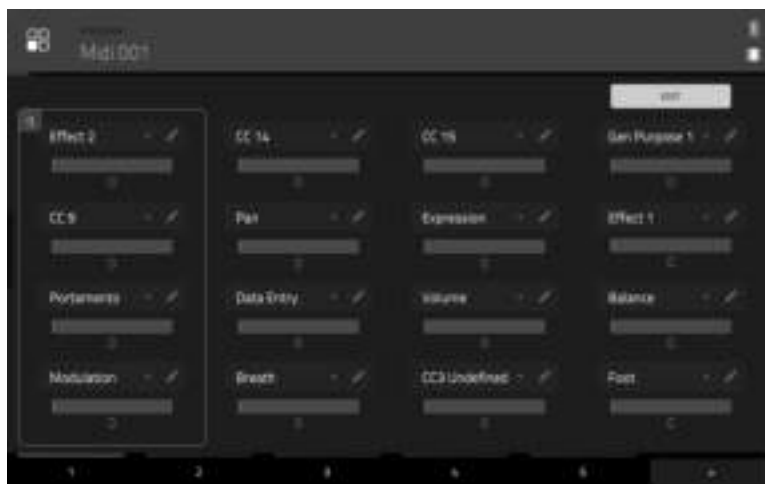 Midi 001
1
Effect 2
CC 14
CC 15
Gen Purpose 1
CC 9
Pan
Expression
Effect 1
Portamento
Data Entry
Volume
Balance
Modulation
Breath
CC3 Undefined
Foot
1 2 3 4